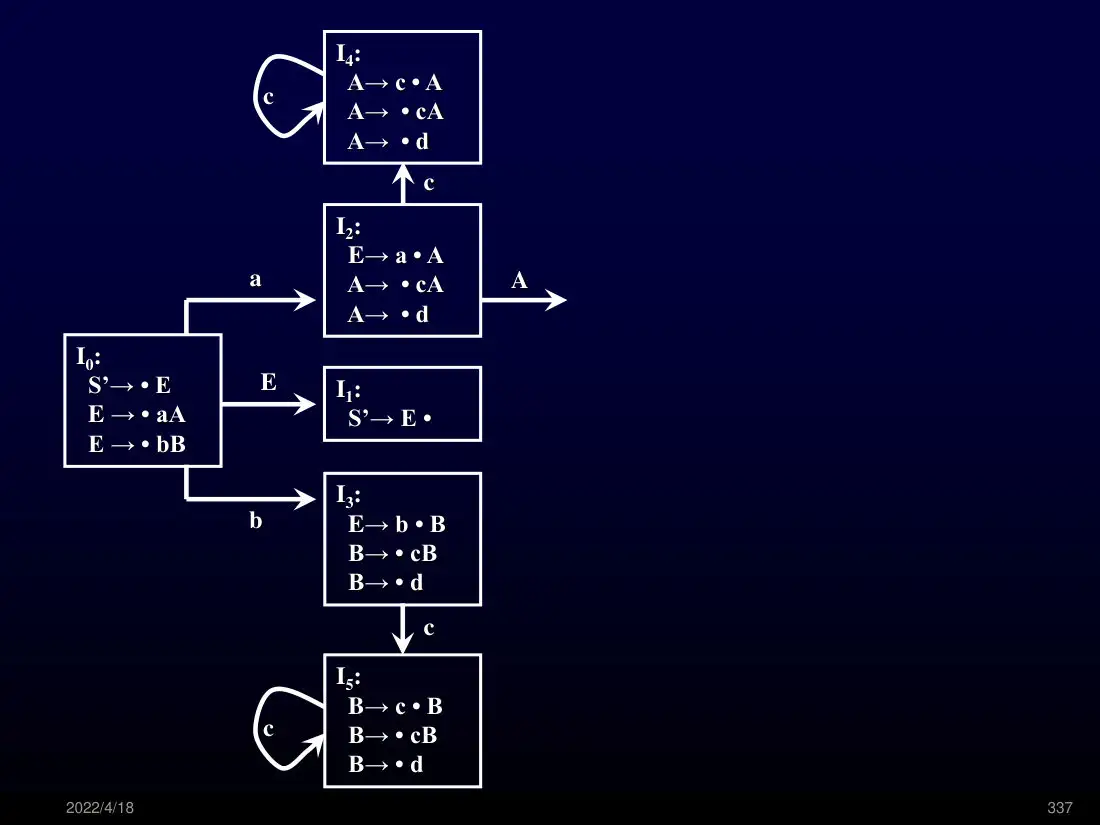 I4:
A→ c • A
A→ • cA
A→ • d
c
c
I2:
E→ a • A
A→ • cA
A→ • d
a
A
I0:
S’→ • E
E → • aA
E → • bB
E
I1:
S’→ E •
b
I3:
E→ b • B
B→ • cB
B→ • d
c
I5:
B→ c • B
B→ • cB
B→ • d
c
2022/4/18
337